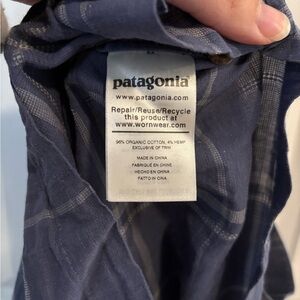 patagonia
www.patagonia.com
Repair/Reuse/Recycle
this product at
www.wornwear.com
96% ORGANIC COTTON, 4% HEMP
EXCLUSIVE OF TRIM
MADE IN CHINA
FABRIQUÉ EN CHINE
HECHO EN CHINA
FATTO IN CINA